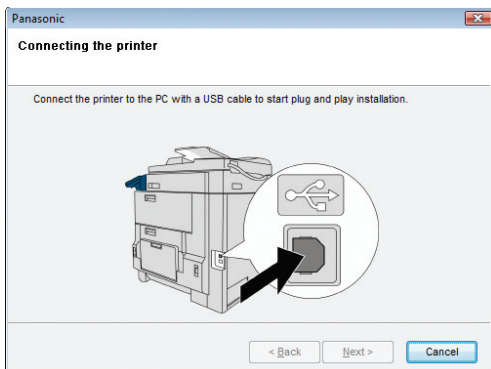 Panasonic
Connecting the printer
Connect the printer to the PC with a USB cable to start plug and play installation.
< Back
Next >
Cancel